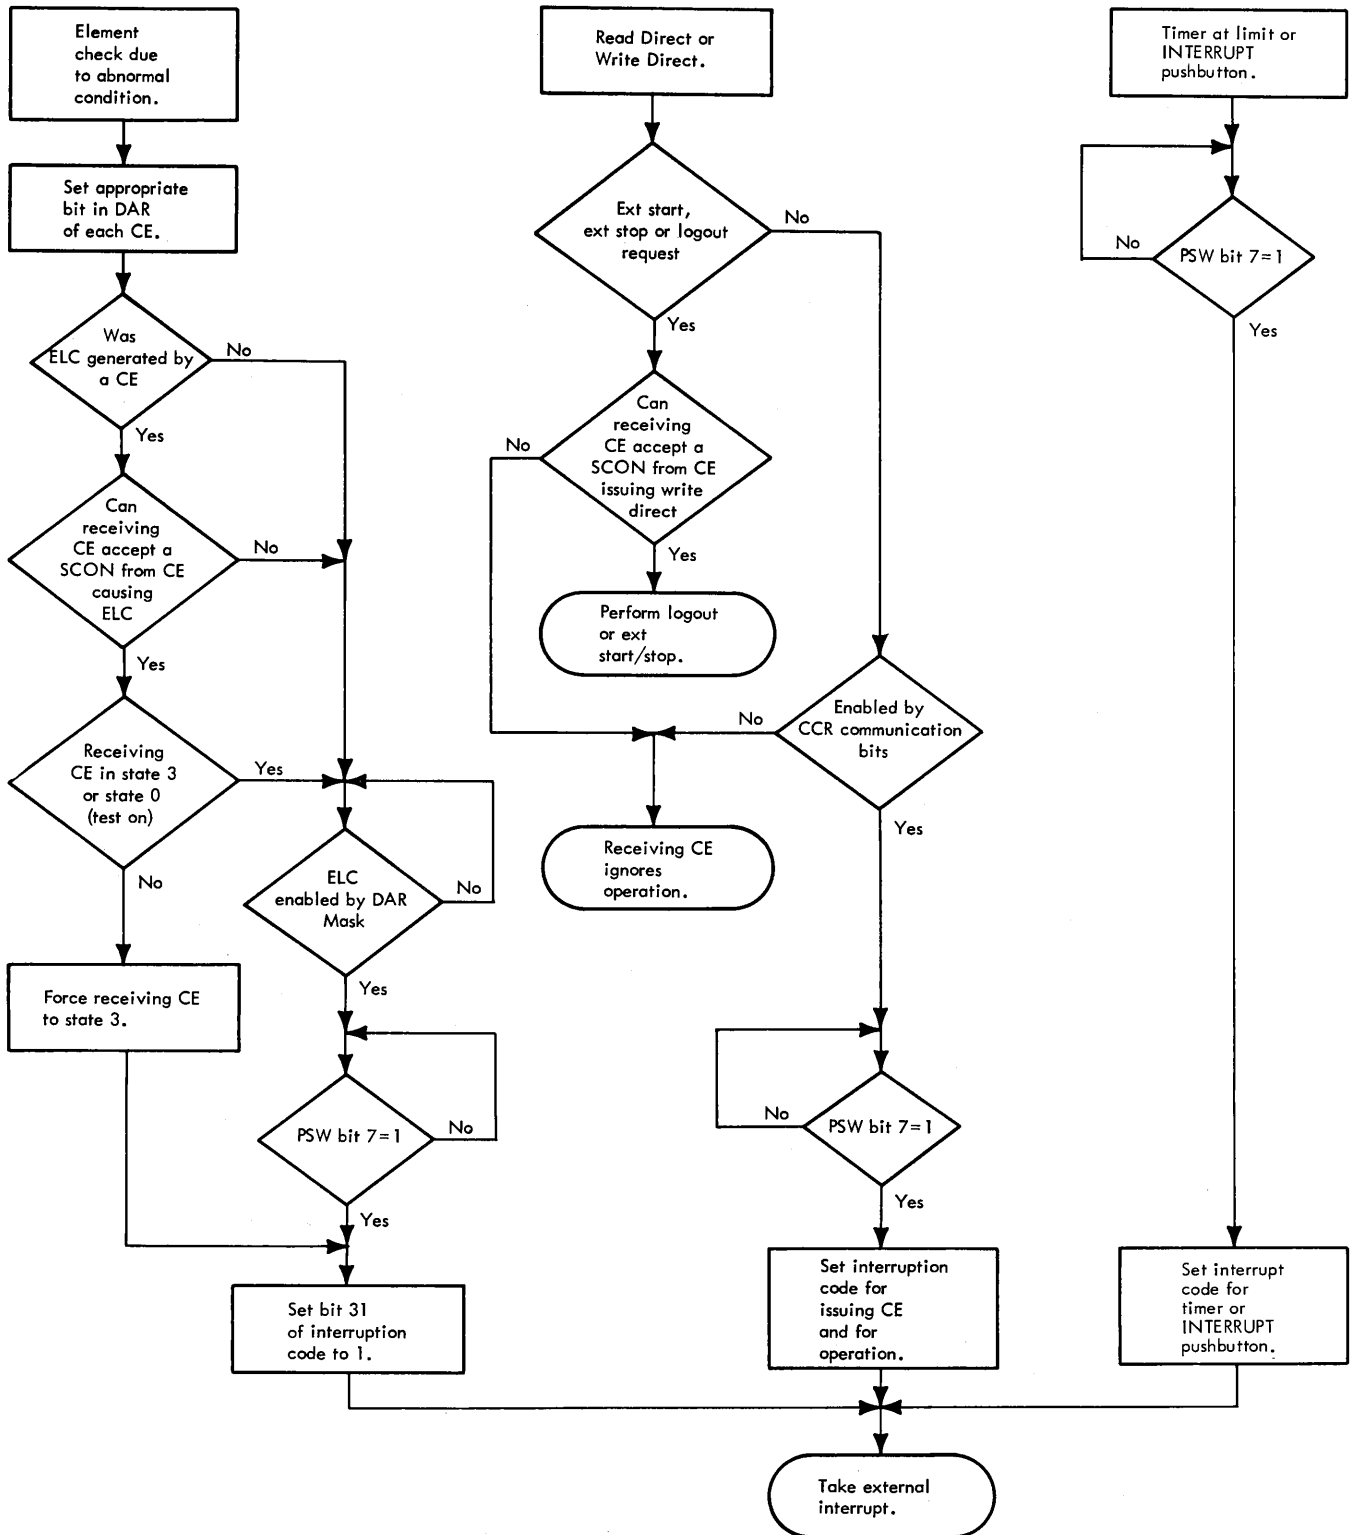 Element
check due
to abnormal
condition.
Set appropriate
bit in DAR
of each CE.
Was
ELC generated by
a CE
No
Yes
Can
receiving
CE accept a
SCON from CE
causing
ELC
No
Yes
Receiving
CE in state 3
or state 0
(test on)
Yes
No
Force receiving CE
to state 3.
ELC
enabled by DAR
Mask
No
Yes
PSW bit 7=1
No
Yes
Set bit 31
of interruption
code to 1.
Read Direct or
Write Direct.
Ext start,
ext stop or logout
request
No
Yes
Can
receiving
CE accept a
SCON from CE
issuing write
direct
No
Yes
Perform logout
or ext
start/stop.
Enabled by
CCR communication
bits
No
Yes
Receiving CE
ignores
operation.
PSW bit 7=1
No
Yes
Set interruption
code for
issuing CE
and for
operation.
Timer at limit or
INTERRUPT
pushbutton.
PSW bit 7=1
No
Yes
Set interrupt
code for
timer or
INTERRUPT
pushbutton.
Take external
interrupt.